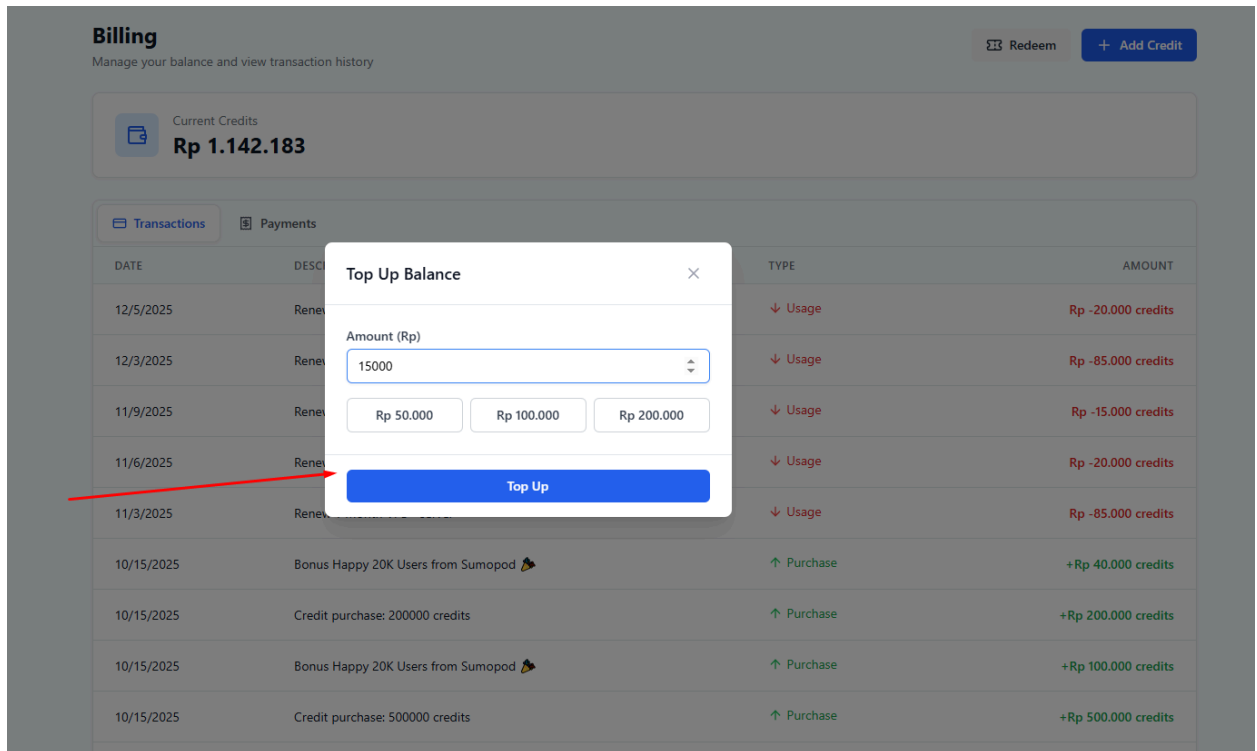 Billing
Manage your balance and view transaction history
Redeem
+ Add Credit
Current Credits
Rp 1.142.183
Transactions
Payments
DATE
TYPE
AMOUNT
12/5/2025
↓ Usage
Rp -20.000 credits
12/3/2025
↓ Usage
Rp -85.000 credits
11/9/2025
↓ Usage
Rp -15.000 credits
11/6/2025
↓ Usage
Rp -20.000 credits
11/3/2025
↓ Usage
Rp -85.000 credits
Top Up Balance
Amount (Rp)
15000
Rp 50.000
Rp 100.000
Rp 200.000
Top Up
10/15/2025 Bonus Happy 20K Users from Sumopod 🎉 ↑ Purchase +Rp 40.000 credits
10/15/2025 Credit purchase: 200000 credits ↑ Purchase +Rp 200.000 credits
10/15/2025 Bonus Happy 20K Users from Sumopod 🎉 ↑ Purchase +Rp 100.000 credits
10/15/2025 Credit purchase: 500000 credits ↑ Purchase +Rp 500.000 credits